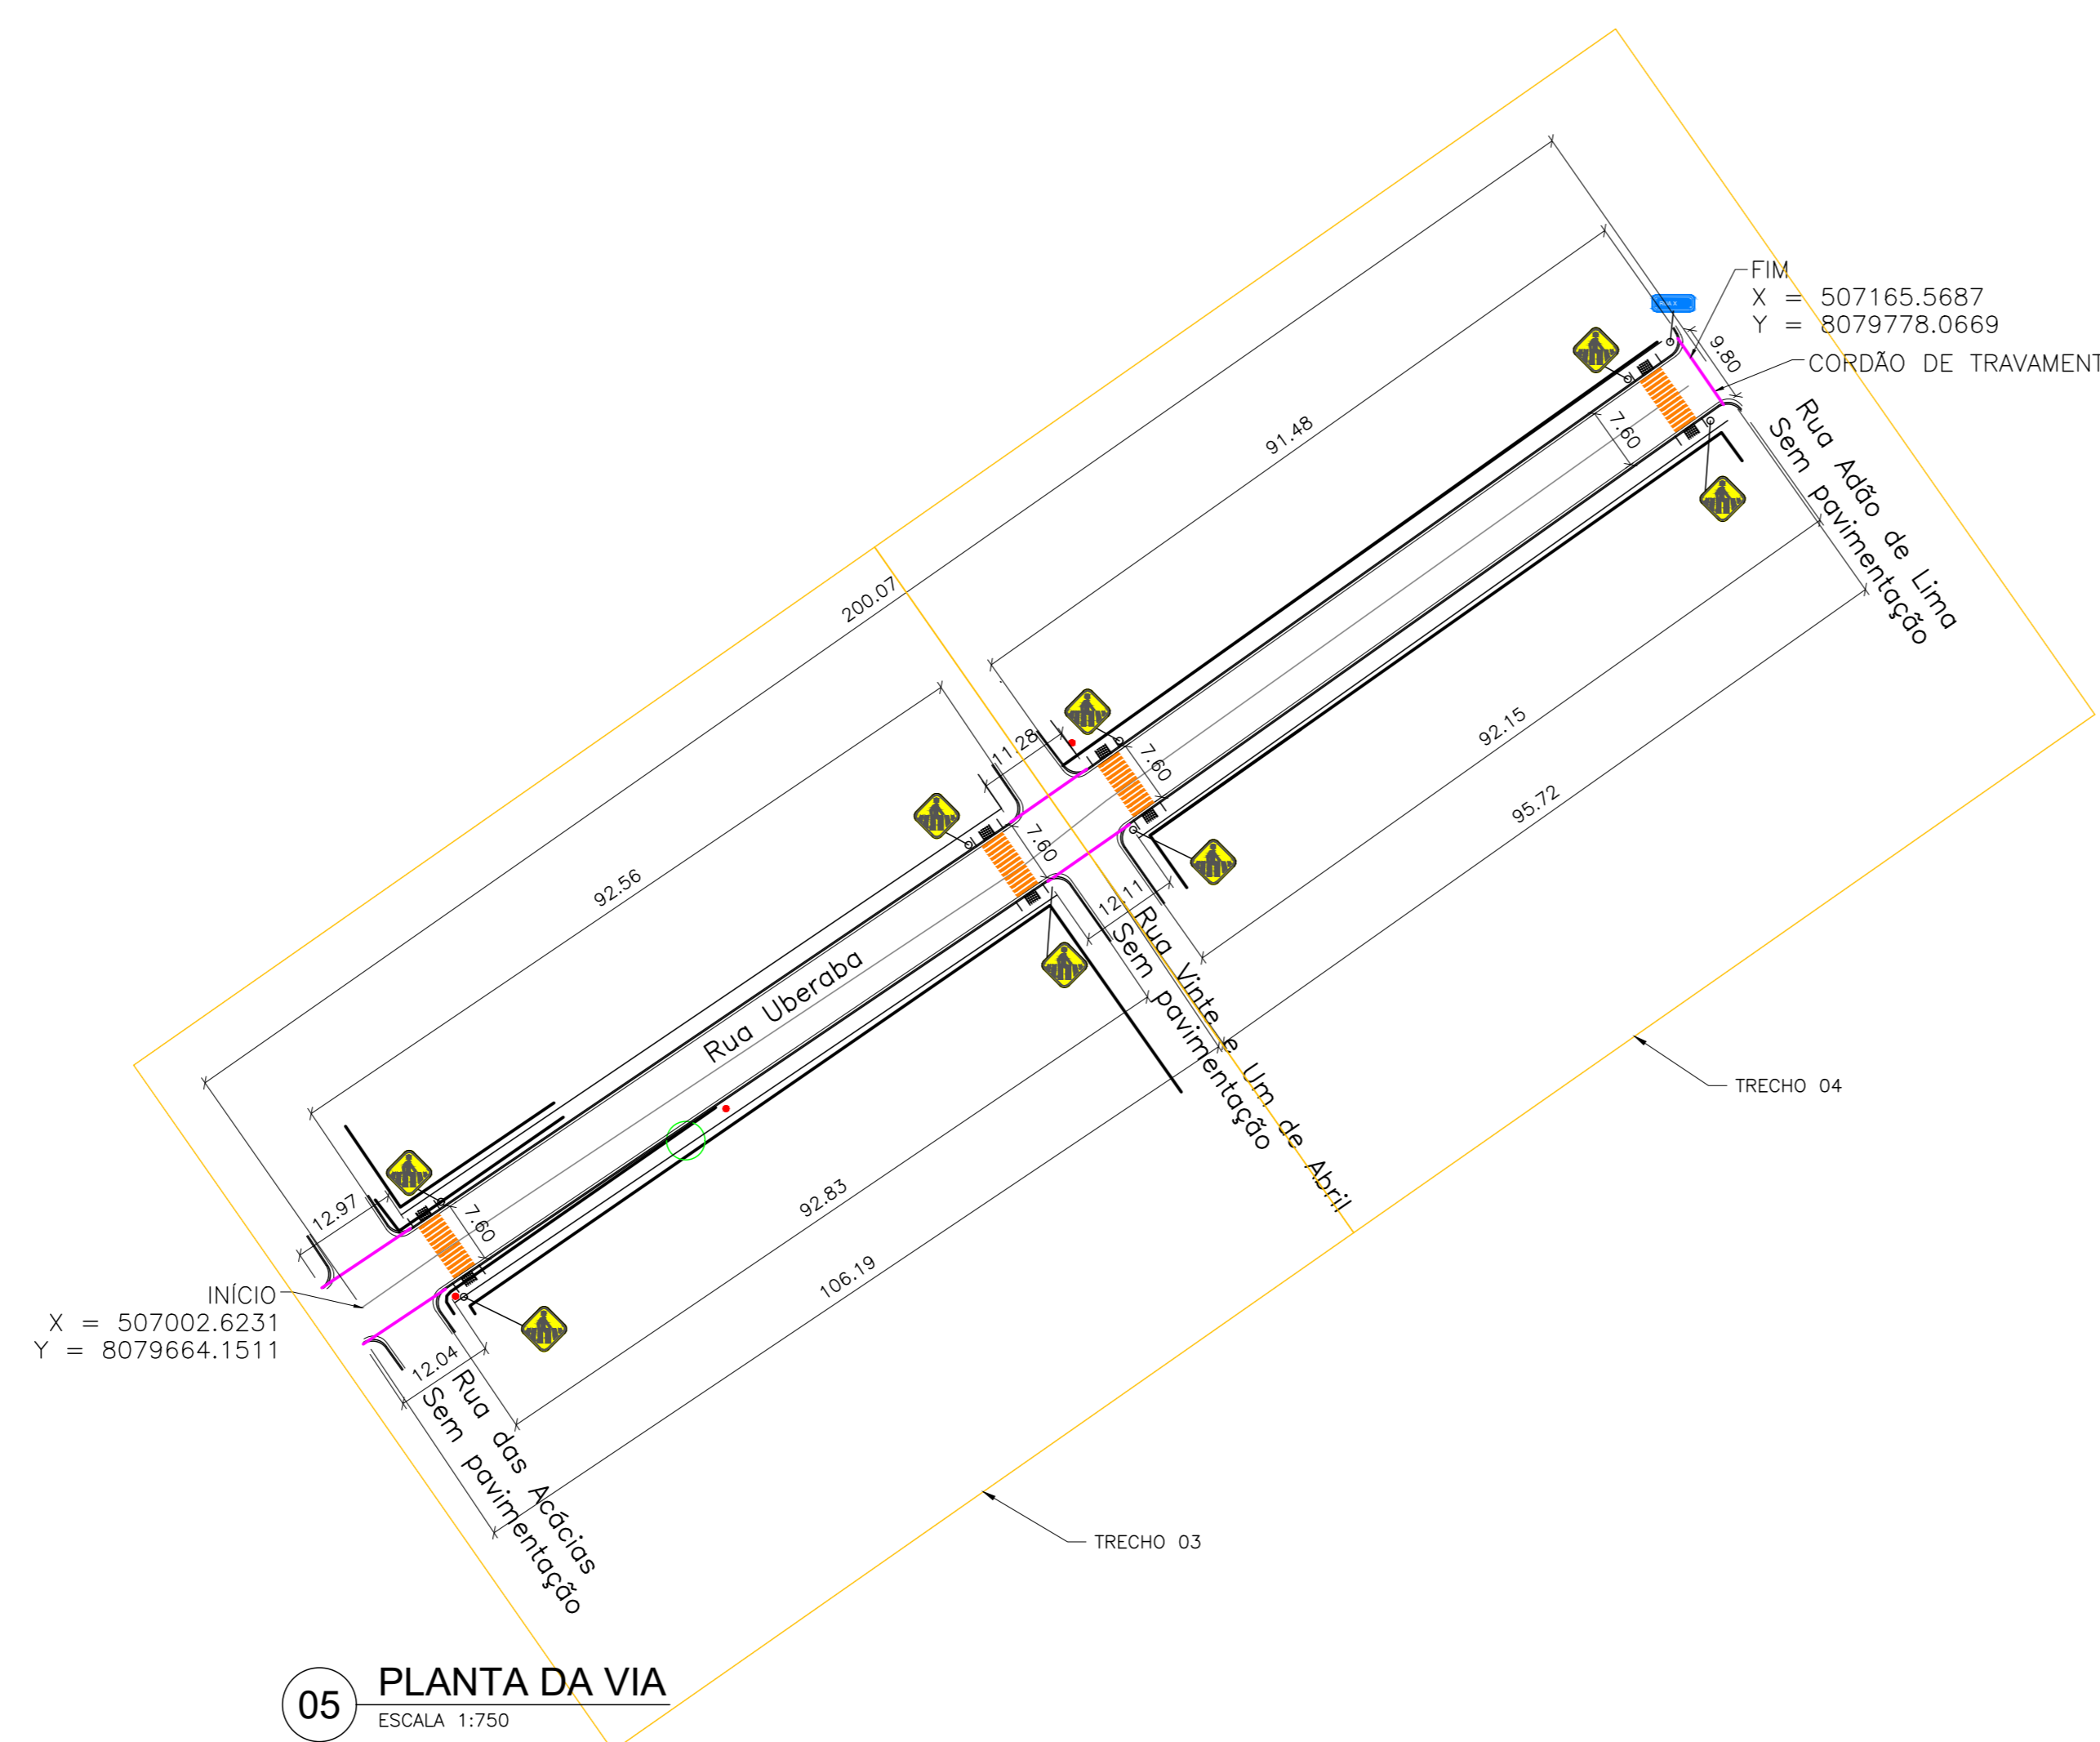 FIM
X = 507165.5687
Y = 8079778.0669
CORDÃO DE TRAVAMENT
RUA X
9.80
7.60
Rua Adão de Lima
Sem pavimentação
91.48
200.07
92.15
95.72
11.28
7.60
7.60
12.11
Rua Vinte e Um de Abril
Sem pavimentação
92.56
Rua Uberaba
TRECHO 04
12.97
7.60
92.83
106.19
INÍCIO
X = 507002.6231
Y = 8079664.1511
12.04
Rua das Acácias
Sem pavimentação
TRECHO 03
05
PLANTA DA VIA
ESCALA 1:750